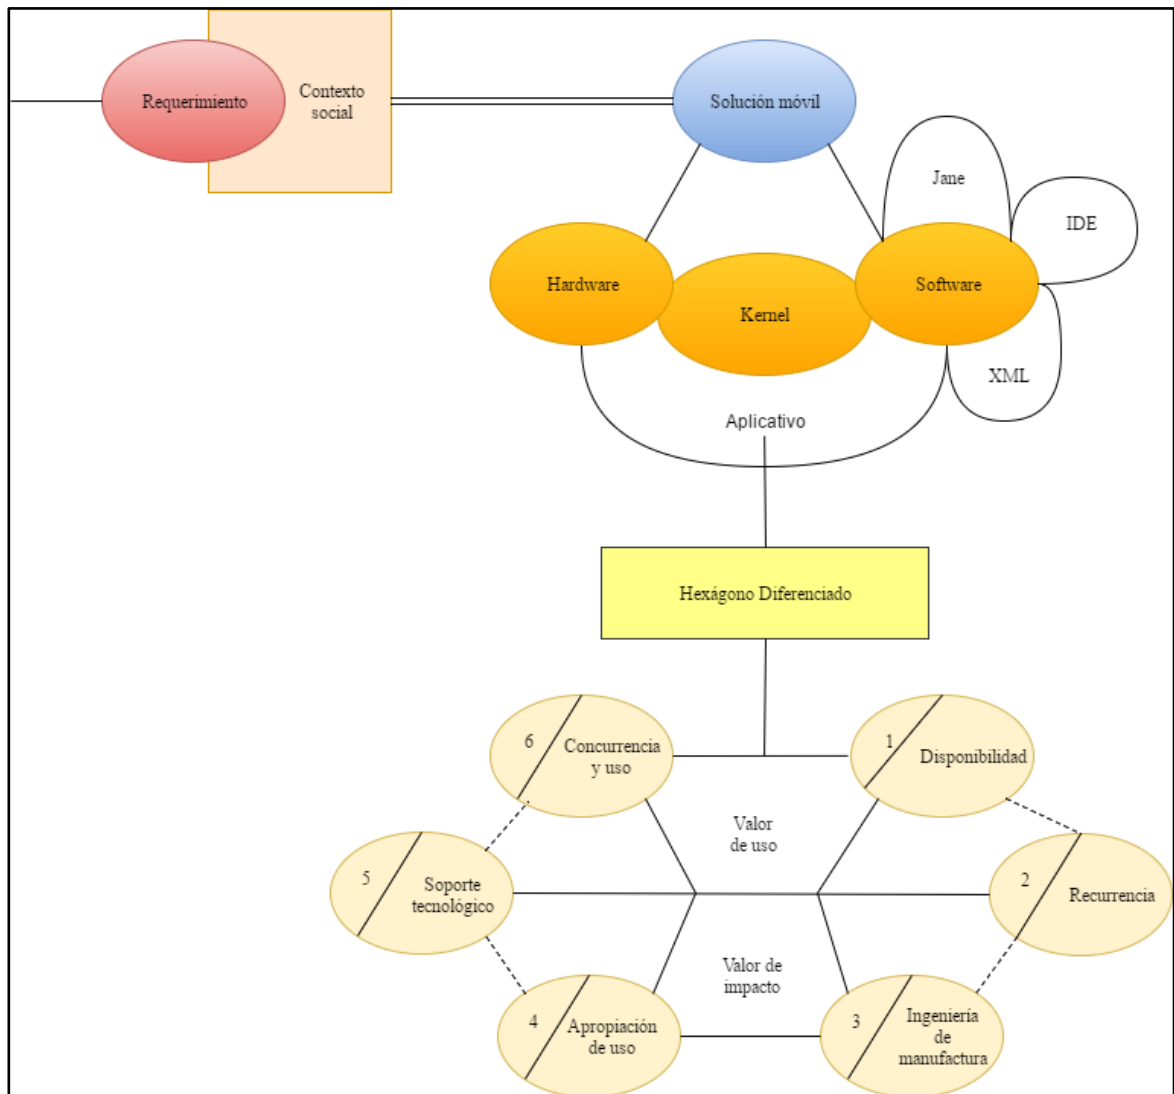 Requerimiento
Contexto
social
Solución móvil
Jane
IDE
Hardware
Kernel
Software
XML
Aplicativo
Hexágono Diferenciado
6
Concurrencia
y uso
1
Disponibilidad
Valor
de uso
5
Soporte
tecnológico
2
Recurrencia
Valor de
impacto
4
Apropiación
de uso
3
Ingeniería
de
manufactura